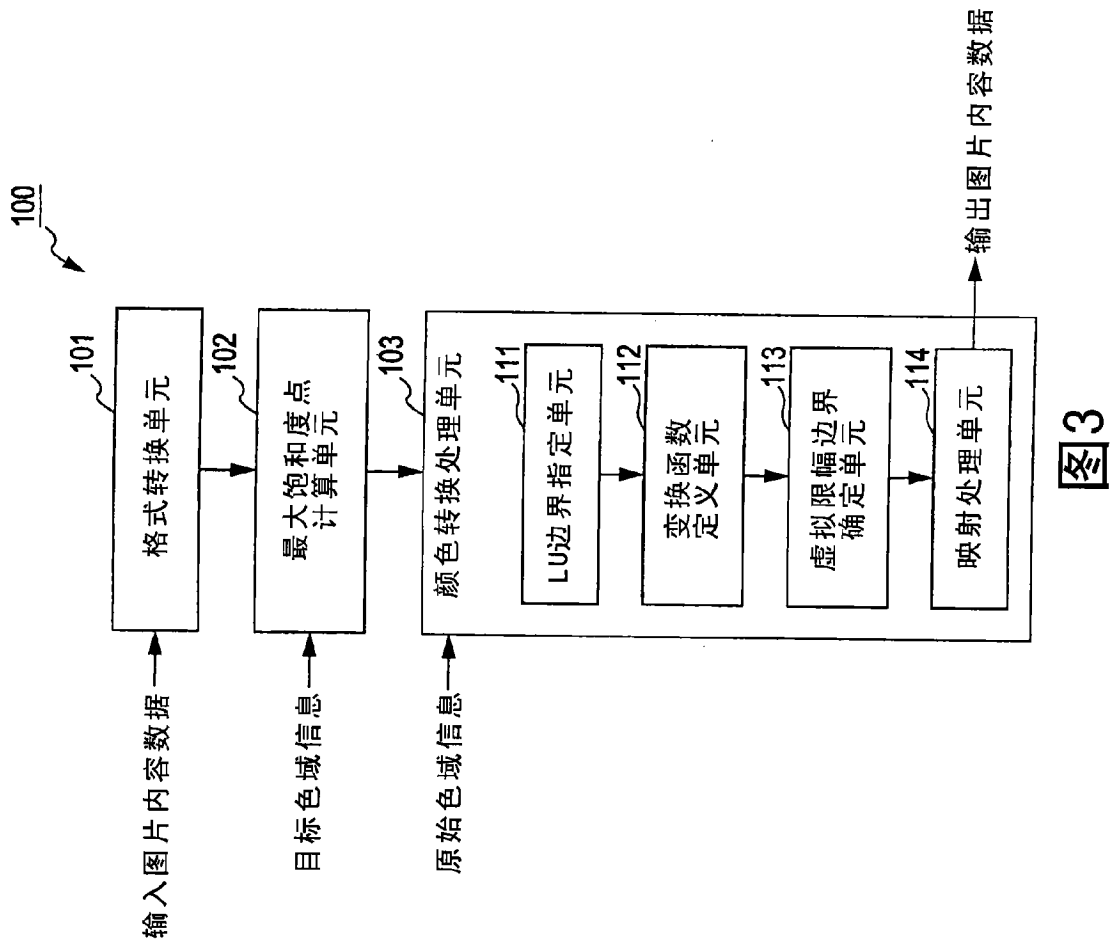 100
101
格式转换单元
输入图片内容数据
102
最大饱和度点
计算单元
目标色域信息
103
颜色转换处理单元
原始色域信息
111
LU边界指定单元
112
变换函数
定义单元
113
虚拟限幅边界
确定单元
114
映射处理单元
输出图片内容数据
图3